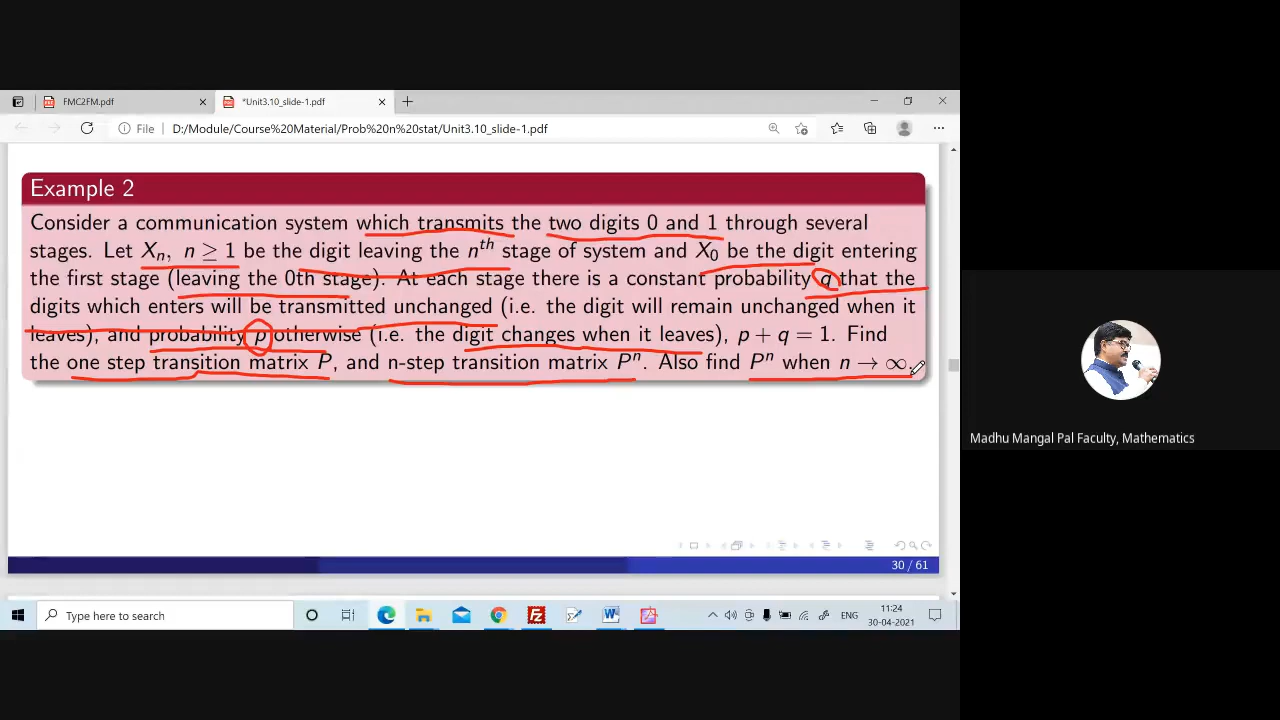 FMC2FM.pdf
*Unit3.10_slide-1.pdf
File
D:/Module/Course%20Material/Prob%20n%20stat/Unit3.10_slide-1.pdf
Example 2
Consider a communication system which transmits the two digits 0 and 1 through several
stages. Let Xₙ, n ≥ 1 be the digit leaving the nᵗʰ stage of system and X₀ be the digit entering
the first stage (leaving the 0th stage). At each stage there is a constant probability q that the
digits which enters will be transmitted unchanged (i.e. the digit will remain unchanged when it
leaves), and probability p otherwise (i.e. the digit changes when it leaves), p + q = 1. Find
the one step transition matrix P, and n-step transition matrix Pⁿ. Also find Pⁿ when n → ∞.
30 / 61
Madhu Mangal Pal Faculty, Mathematics
Type here to search
ENG
11:24
30-04-2021